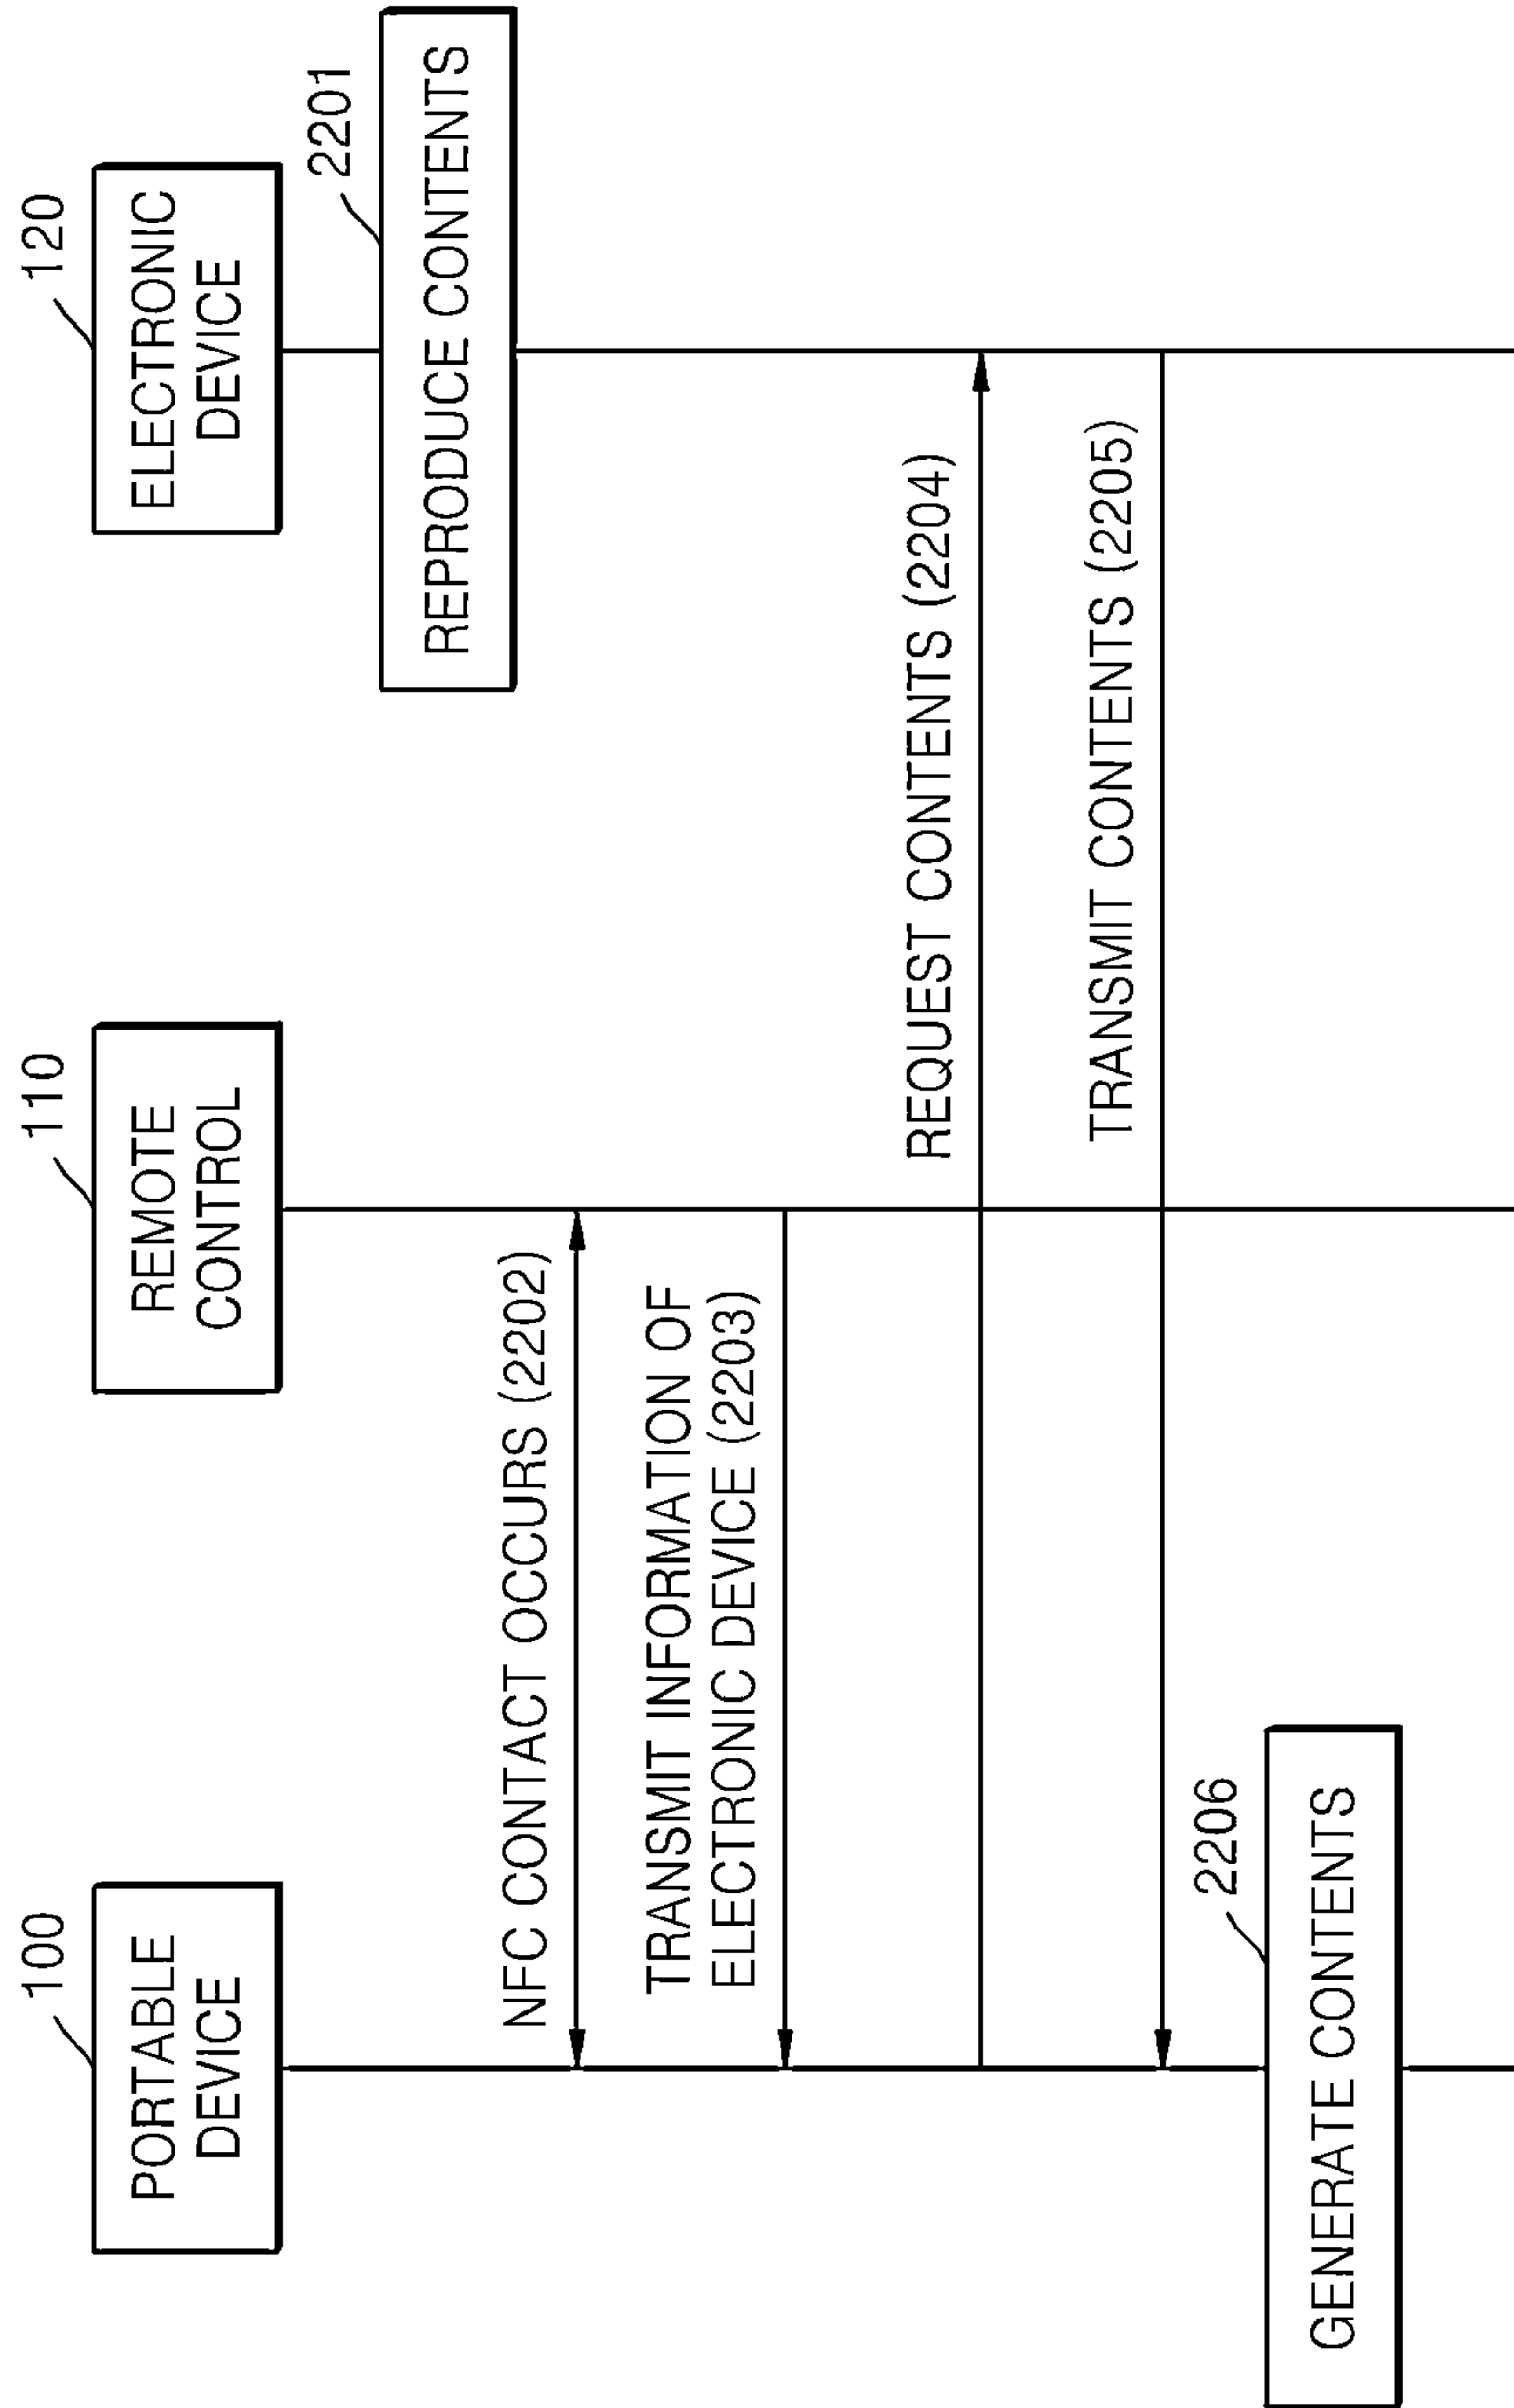 100
PORTABLE
DEVICE
110
REMOTE
CONTROL
120
ELECTRONIC
DEVICE
2201
REPRODUCE CONTENTS
NFC CONTACT OCCURS (2202)
TRANSMIT INFORMATION OF
ELECTRONIC DEVICE (2203)
REQUEST CONTENTS (2204)
TRANSMIT CONTENTS (2205)
2206
GENERATE CONTENTS